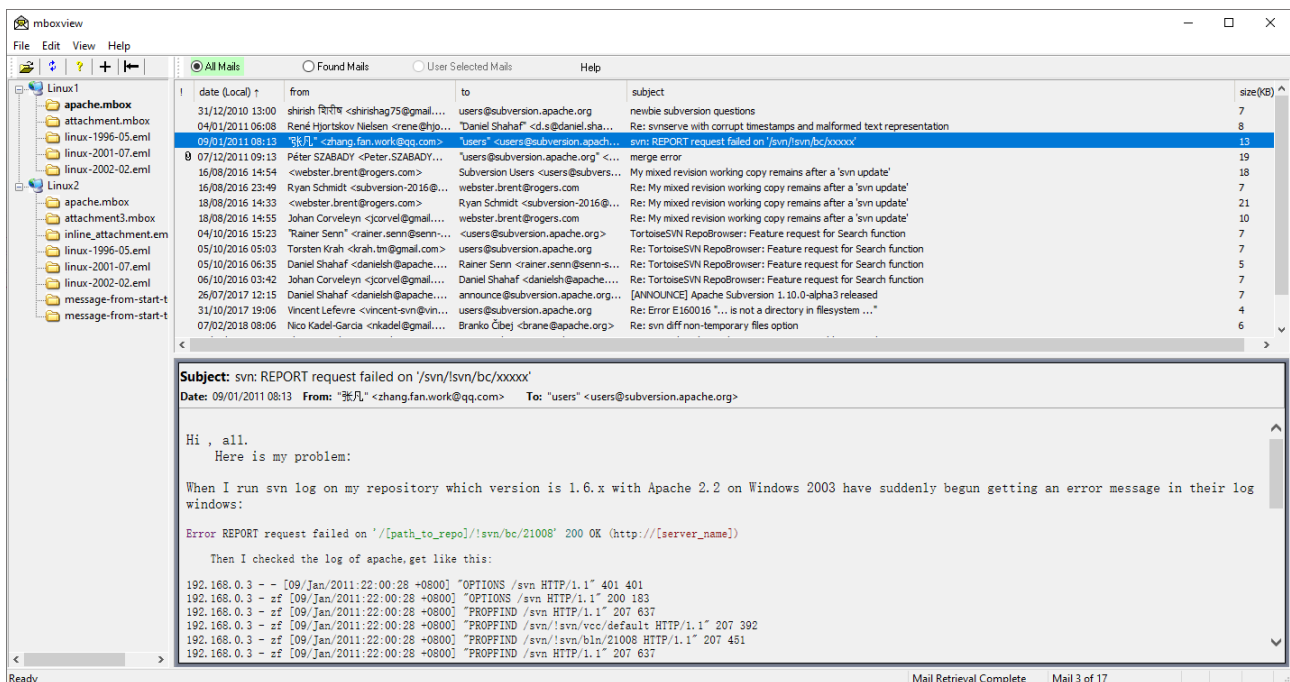 mboxview
File Edit View Help
All Mails Found Mails User Selected Mails Help
Linux1
apache.mbox
attachment.mbox
linux-1996-05.eml
linux-2001-07.eml
linux-2002-02.eml
Linux2
apache.mbox
attachment3.mbox
inline_attachment.em
linux-1996-05.eml
linux-2001-07.eml
linux-2002-02.eml
message-from-start-t
message-from-start-t
! date (Local) ↑ from to subject size(KB)
31/12/2010 13:00 shirish शिरीष <shirishag75@gmail.... users@subversion.apache.org newbie subversion questions 7
04/01/2011 06:08 René Hjortskov Nielsen <rene@hjo... "Daniel Shahaf" <d.s@daniel.sha... Re: svnserve with corrupt timestamps and malformed text representation 8
09/01/2011 08:13 "张凡" <zhang.fan.work@qq.com> "users" <users@subversion.apach... svn: REPORT request failed on '/svn/!svn/bc/xxxxx' 13
07/12/2011 09:13 Péter SZABADY <Peter.SZABADY... "users@subversion.apache.org" <... merge error 19
16/08/2016 14:54 <webster.brent@rogers.com> Subversion Users <users@subvers... My mixed revision working copy remains after a 'svn update' 18
16/08/2016 23:49 Ryan Schmidt <subversion-2016@... webster.brent@rogers.com Re: My mixed revision working copy remains after a 'svn update' 7
18/08/2016 14:33 <webster.brent@rogers.com> Ryan Schmidt <subversion-2016@... Re: My mixed revision working copy remains after a 'svn update' 21
18/08/2016 14:55 Johan Corveleyn <jcorvel@gmail.... webster.brent@rogers.com Re: My mixed revision working copy remains after a 'svn update' 10
04/10/2016 15:23 "Rainer Senn" <rainer.senn@senn-... <users@subversion.apache.org> TortoiseSVN RepoBrowser: Feature request for Search function 7
05/10/2016 05:03 Torsten Krah <krah.tm@gmail.com> users@subversion.apache.org Re: TortoiseSVN RepoBrowser: Feature request for Search function 7
05/10/2016 06:35 Daniel Shahaf <danielsh@apache.... Rainer Senn <rainer.senn@senn-s... Re: TortoiseSVN RepoBrowser: Feature request for Search function 5
06/10/2016 03:42 Johan Corveleyn <jcorvel@gmail.... Daniel Shahaf <danielsh@apache.... Re: TortoiseSVN RepoBrowser: Feature request for Search function 7
26/07/2017 12:15 Daniel Shahaf <danielsh@apache.... announce@subversion.apache.org... [ANNOUNCE] Apache Subversion 1.10.0-alpha3 released 7
31/10/2017 19:06 Vincent Lefevre <vincent-svn@vin... users@subversion.apache.org Re: Error E160016 "... is not a directory in filesystem ..." 4
07/02/2018 08:06 Nico Kadel-Garcia <nkadel@gmail.... Branko Čibej <brane@apache.org> Re: svn diff non-temporary files option 6
Subject: svn: REPORT request failed on '/svn/!svn/bc/xxxxx'
Date: 09/01/2011 08:13 From: "张凡" <zhang.fan.work@qq.com> To: "users" <users@subversion.apache.org>
Hi , all.
Here is my problem:
When I run svn log on my repository which version is 1.6.x with Apache 2.2 on Windows 2003 have suddenly begun getting an error message in their log
windows:
Error REPORT request failed on '/[path_to_repo]/!svn/bc/21008' 200 OK (http://[server_name])
Then I checked the log of apache,get like this:
192.168.0.3 - - [09/Jan/2011:22:00:28 +0800] "OPTIONS /svn HTTP/1.1" 401 401
192.168.0.3 - zf [09/Jan/2011:22:00:28 +0800] "OPTIONS /svn HTTP/1.1" 200 183
192.168.0.3 - zf [09/Jan/2011:22:00:28 +0800] "PROPFIND /svn HTTP/1.1" 207 637
192.168.0.3 - zf [09/Jan/2011:22:00:28 +0800] "PROPFIND /svn/!svn/vcc/default HTTP/1.1" 207 392
192.168.0.3 - zf [09/Jan/2011:22:00:28 +0800] "PROPFIND /svn/!svn/bln/21008 HTTP/1.1" 207 451
192.168.0.3 - zf [09/Jan/2011:22:00:28 +0800] "PROPFIND /svn HTTP/1.1" 207 637
Ready Mail Retrieval Complete Mail 3 of 17